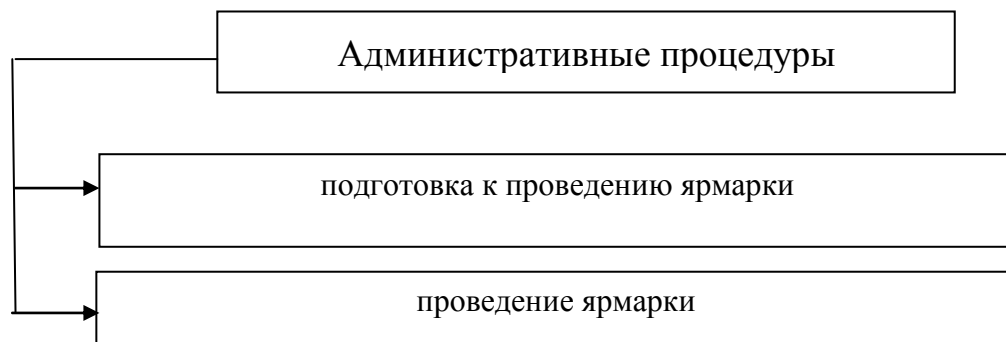 Административные процедуры
подготовка к проведению ярмарки
проведение ярмарки